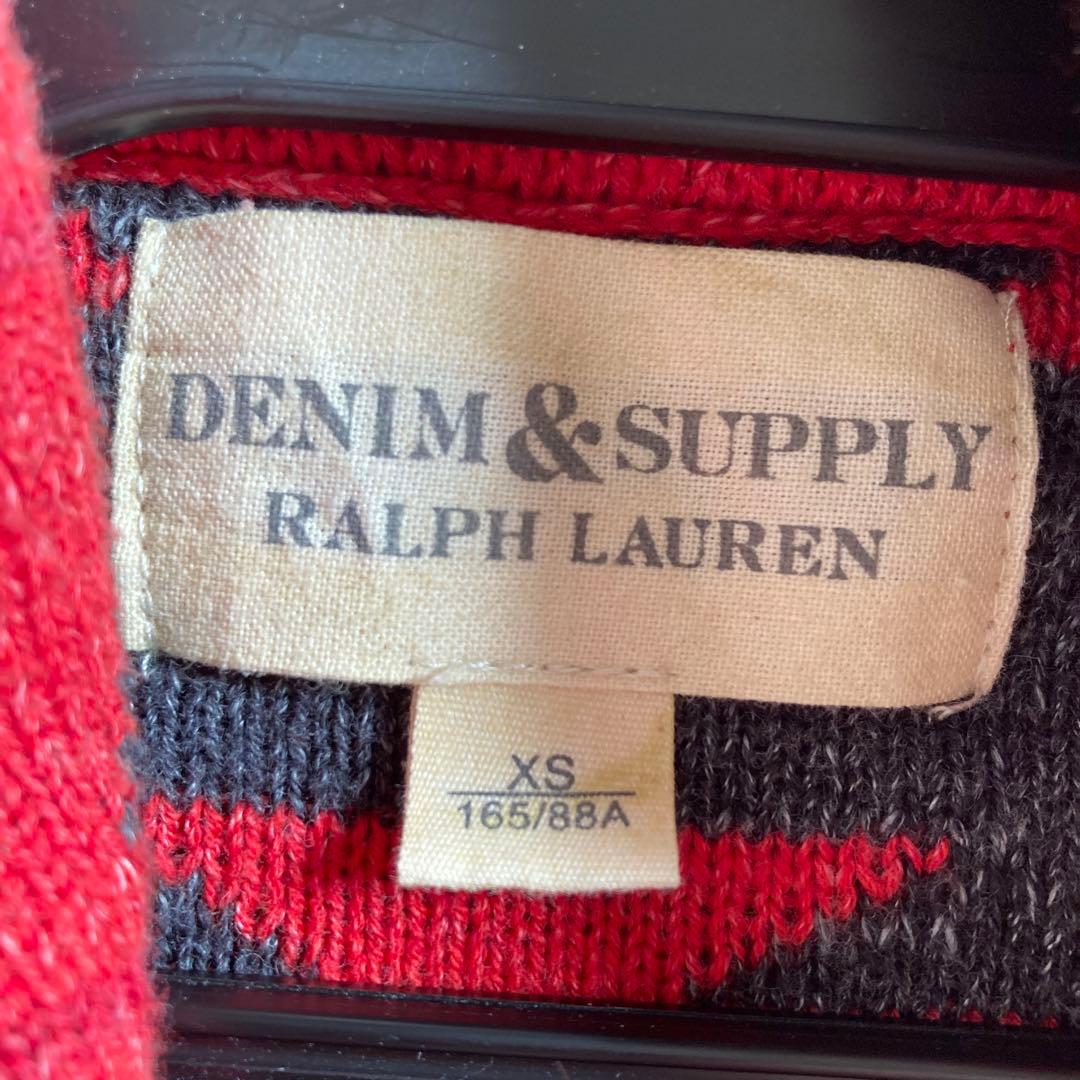 DENIM & SUPPLY
RALPH LAUREN
XS
165/88A